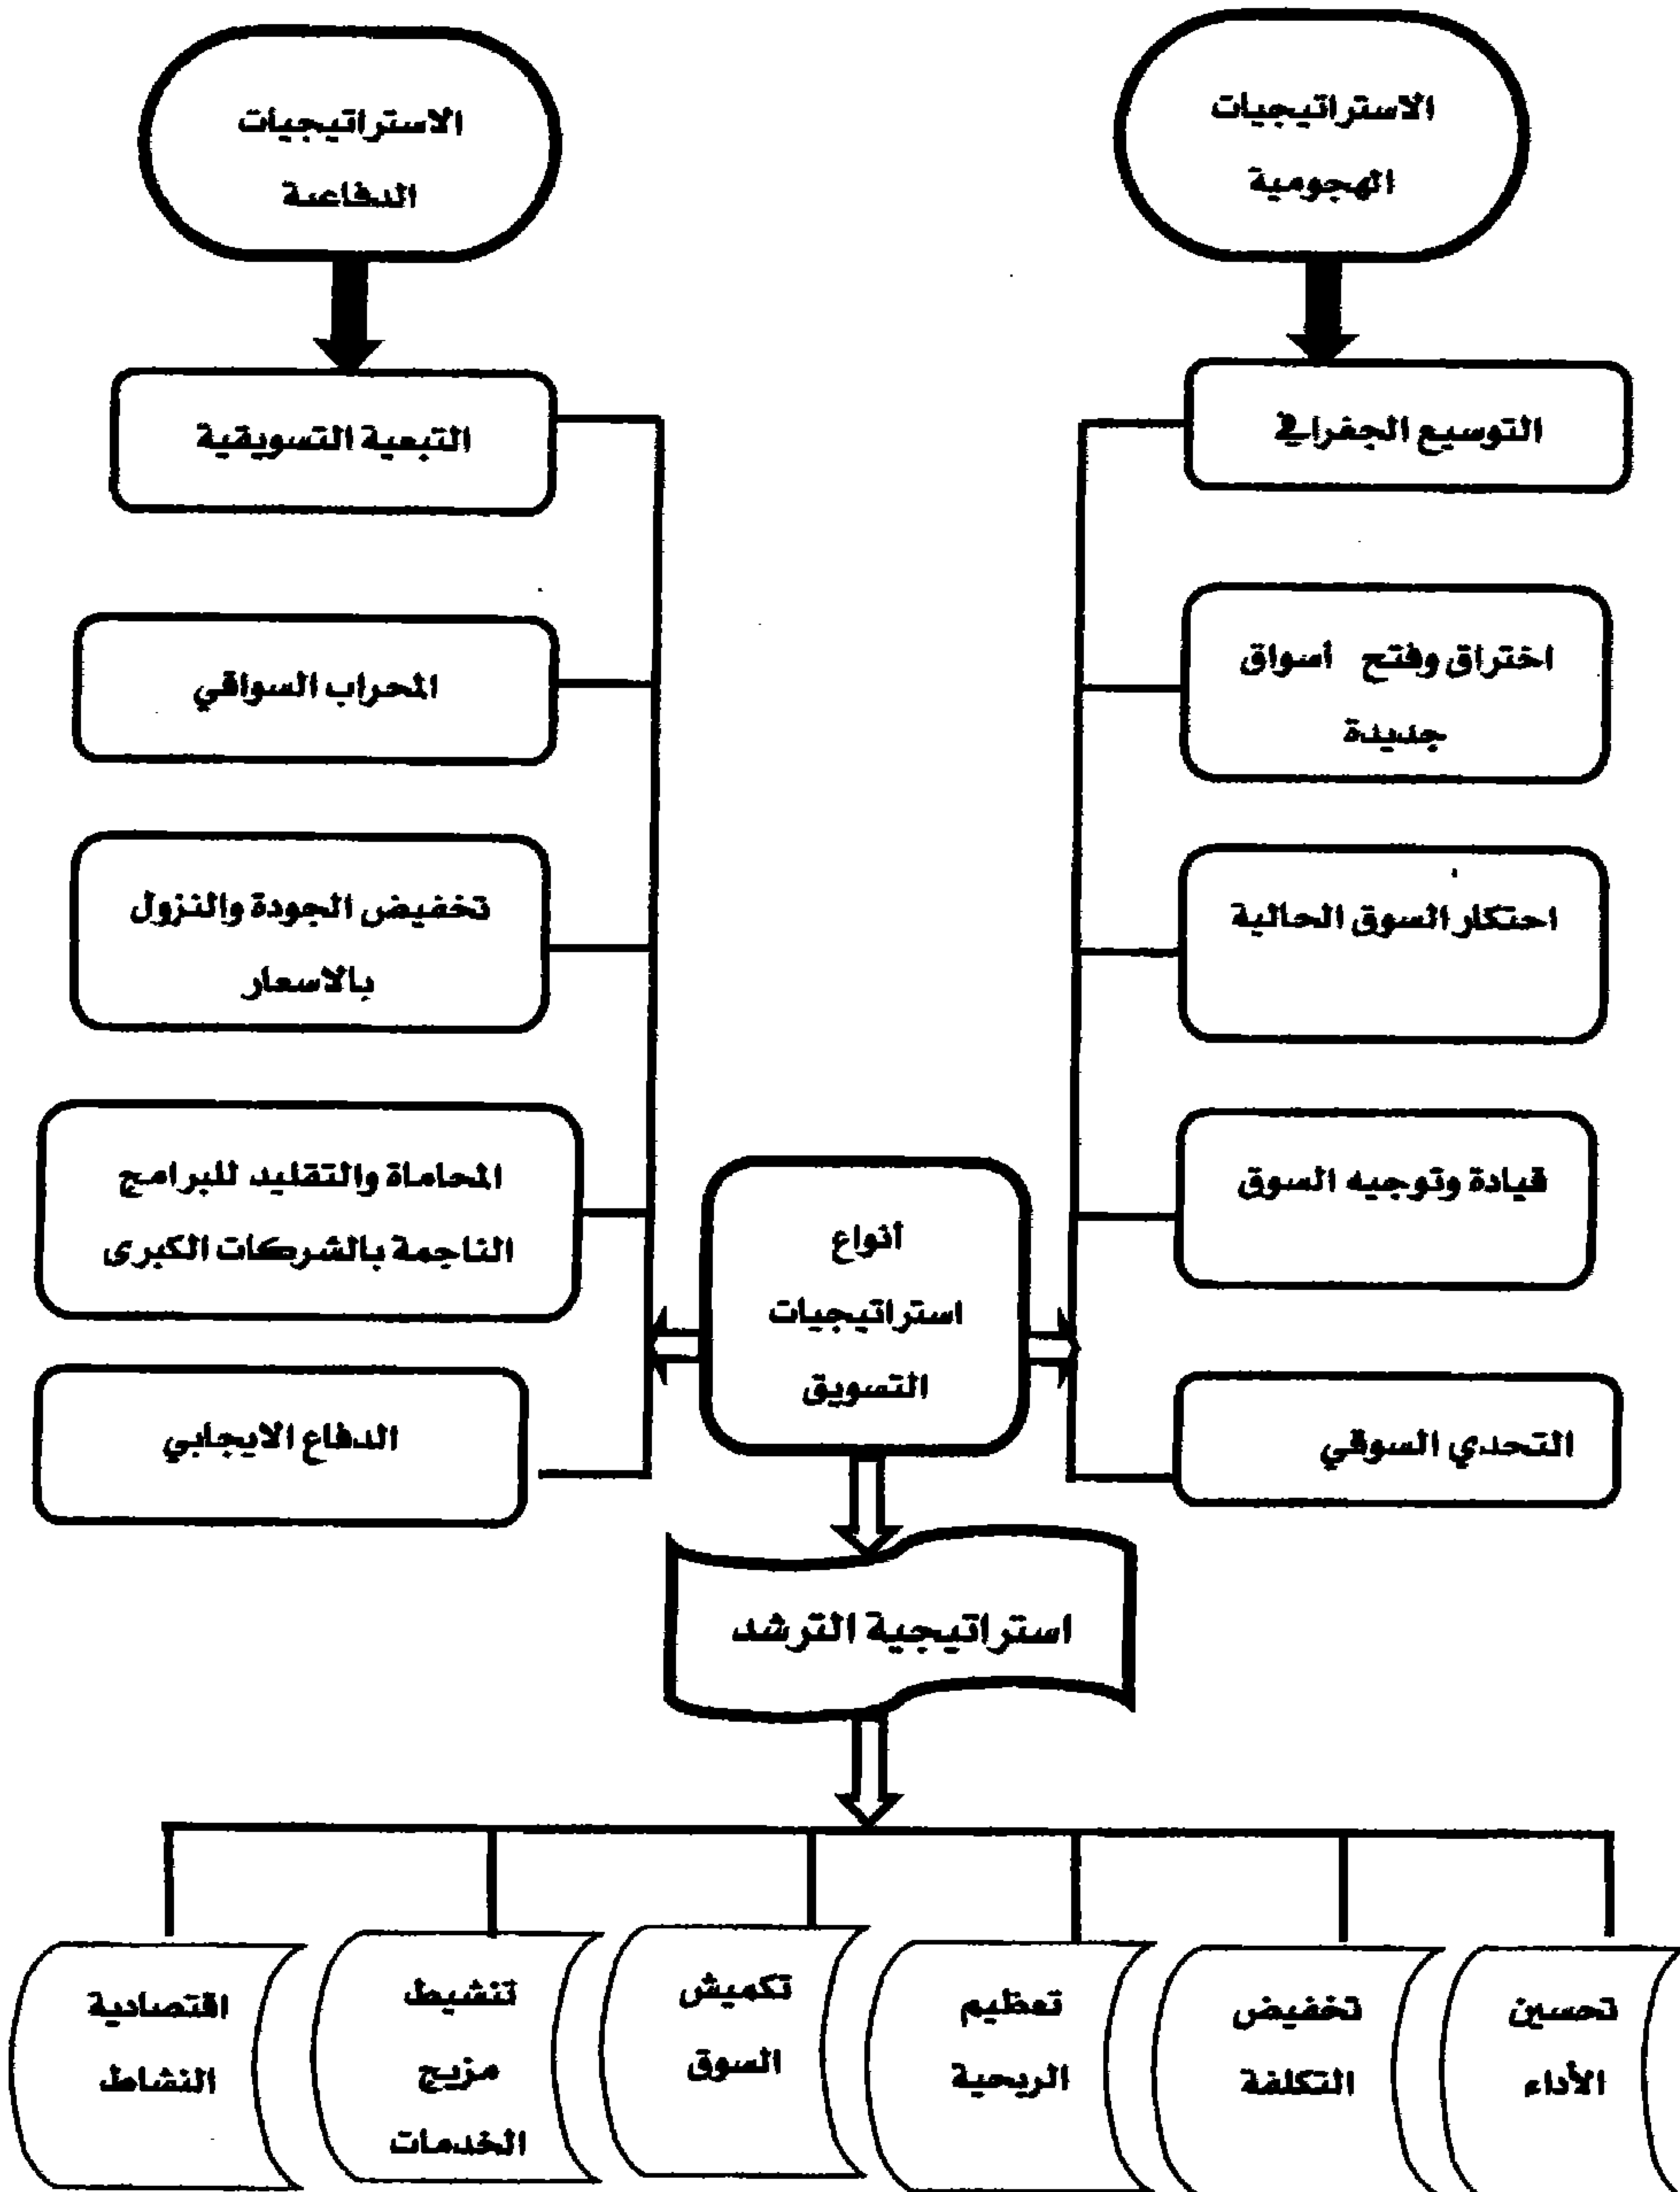 الاستراتيجيات
الهجومية
الاستراتيجيات
الدفاعية
التوسيع الجغرافي
اختراق وفتح أسواق
جديدة
احتكار السوق الحالية
قيادة وتوجيه السوق
التحدي السوقي
التبعية التسويقية
المحراب السواقي
تخفيض الجودة والنزول
بالاسعار
المحاماة والتقليد للبرامج
الناجمة بالشركات الكبرى
الدفاع الايجابي
أنواع
استراتيجيات
التسويق
استراتيجية الترشد
تحسين
الأداء
تخفيض
التكلفة
تعظيم
الربحية
تكميش
السوق
تنشيط
مزيج
الخدمات
اقتصادية
النشاط